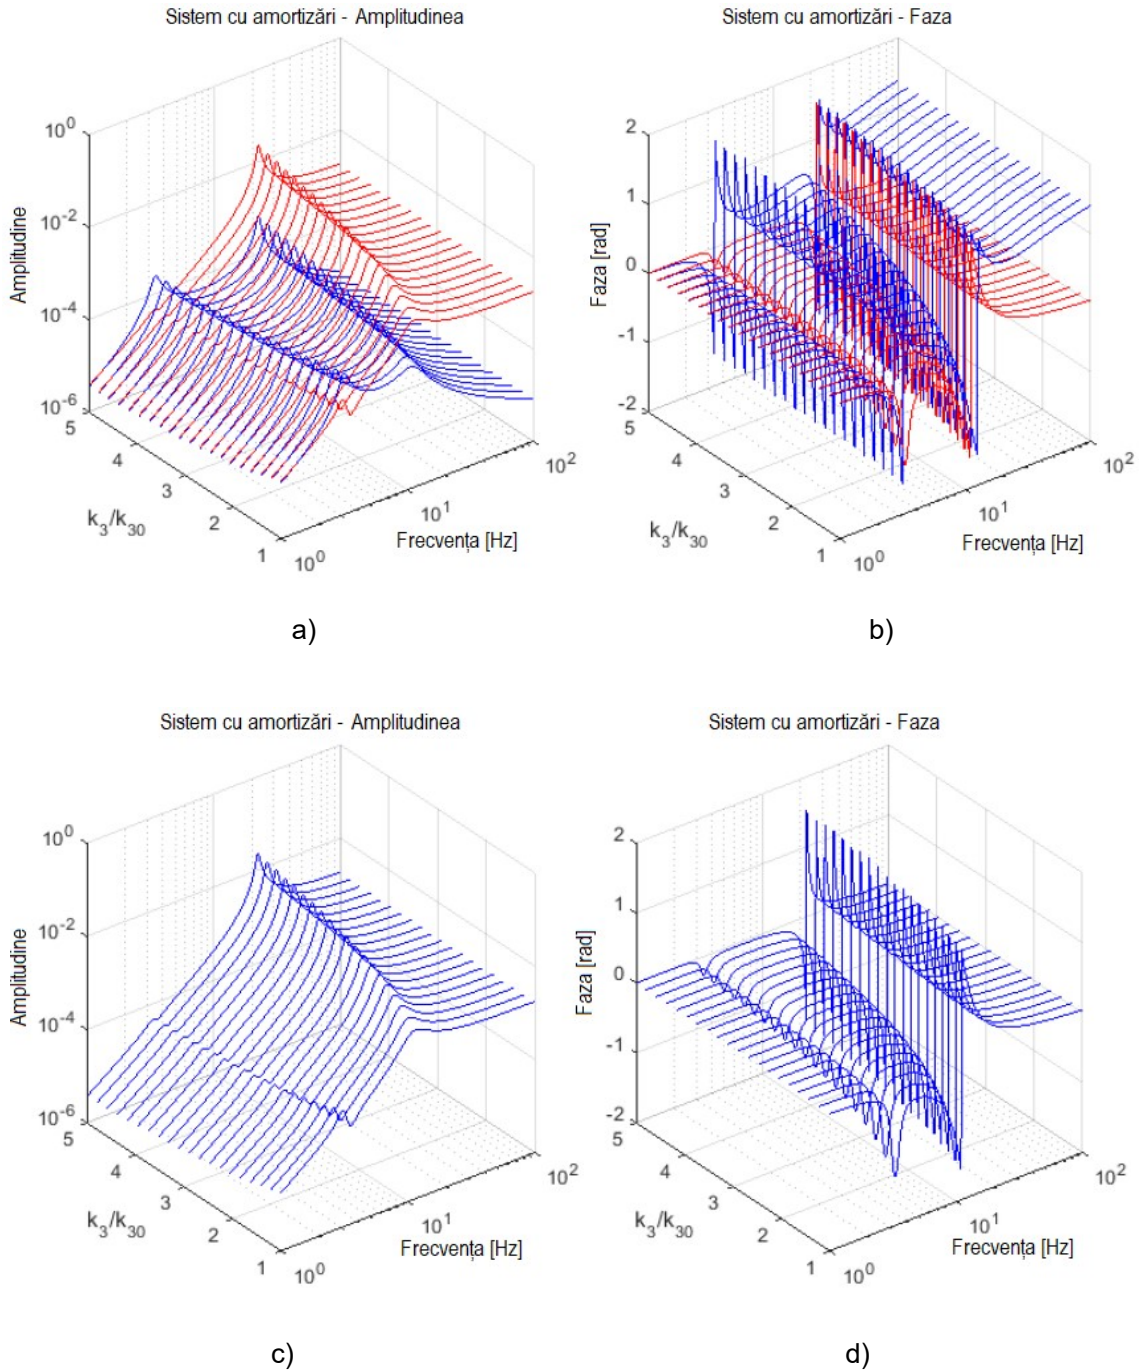 Sistem cu amortizări - Amplitudinea
Amplitudine
10^0
10^-2
10^-4
10^-6
5
4
3
2
1
k_3/k_30
10^0
10^1
10^2
Frecvența [Hz]
a)
Sistem cu amortizări - Faza
Faza [rad]
2
1
0
-1
-2
5
4
3
2
1
k_3/k_30
10^0
10^1
10^2
Frecvența [Hz]
b)
Sistem cu amortizări - Amplitudinea
Amplitudine
10^0
10^-2
10^-4
10^-6
5
4
3
2
1
k_3/k_30
10^0
10^1
10^2
Frecvența [Hz]
c)
Sistem cu amortizări - Faza
Faza [rad]
2
1
0
-1
-2
5
4
3
2
1
k_3/k_30
10^0
10^1
10^2
Frecvența [Hz]
d)